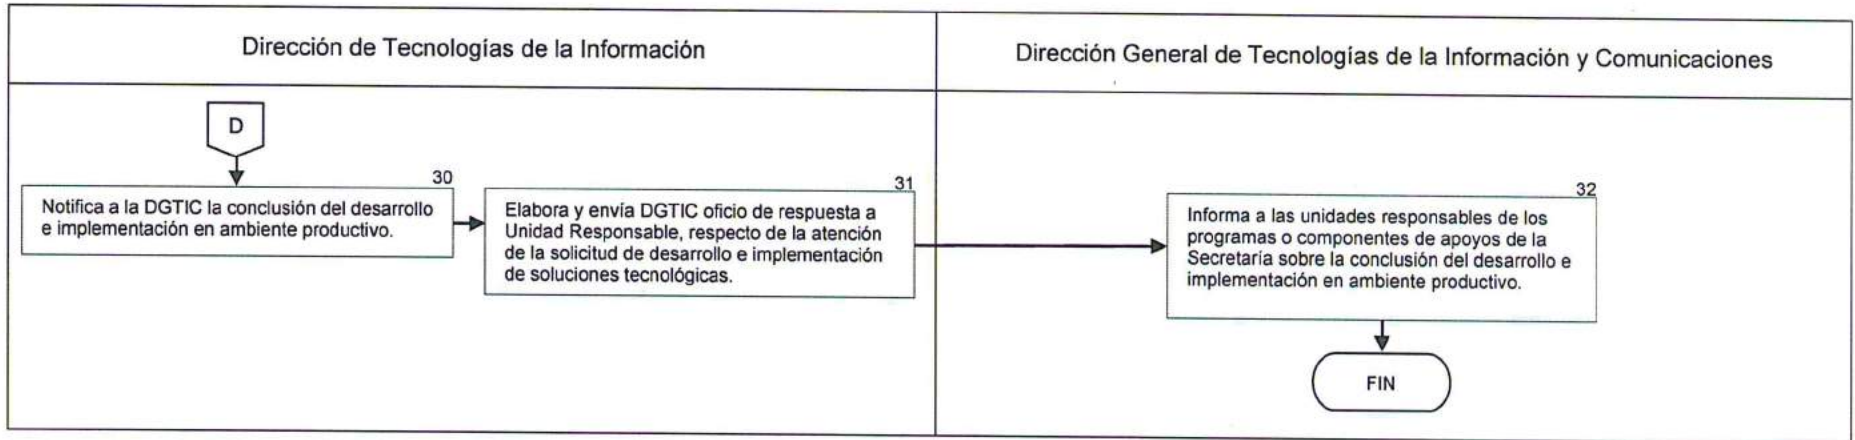 Dirección de Tecnologías de la Información
Dirección General de Tecnologías de la Información y Comunicaciones
D
30
Notifica a la DGTIC la conclusión del desarrollo
e implementación en ambiente productivo.
31
Elabora y envía DGTIC oficio de respuesta a
Unidad Responsable, respecto de la atención
de la solicitud de desarrollo e implementación
de soluciones tecnológicas.
32
Informa a las unidades responsables de los
programas o componentes de apoyos de la
Secretaría sobre la conclusión del desarrollo e
implementación en ambiente productivo.
FIN